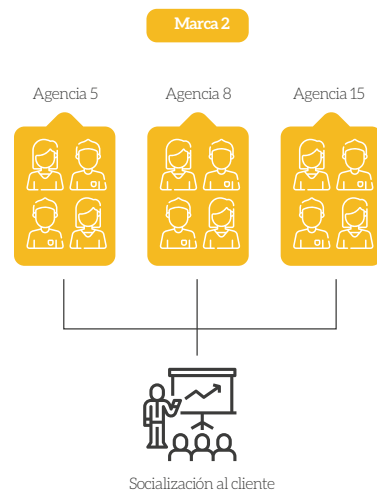 Marca 2
Agencia 5
Agencia 8
Agencia 15
Socialización al cliente